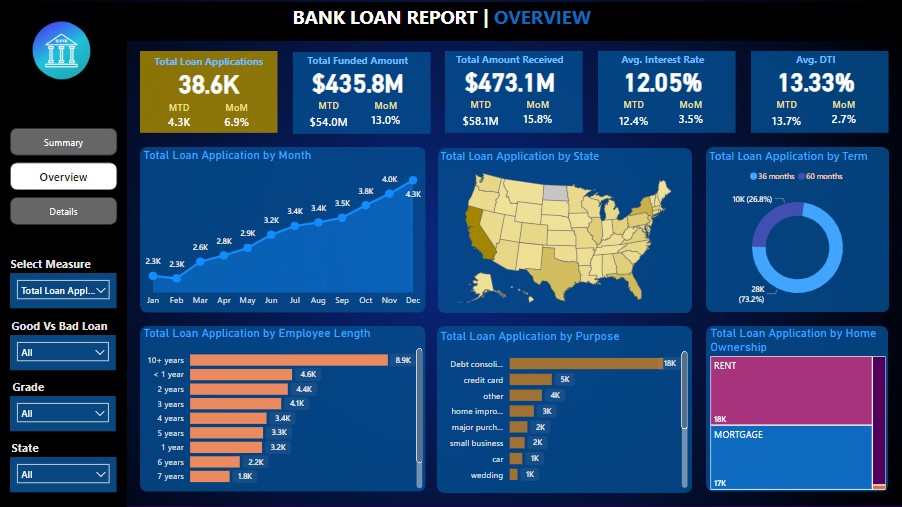 BANK LOAN REPORT | OVERVIEW
BANK
Summary
Overview
Details
Select Measure
Total Loan Appl...
Good Vs Bad Loan
All
Grade
All
State
All
Total Loan Applications
38.6K
MTD MoM
4.3K 6.9%
Total Funded Amount
$435.8M
MTD MoM
$54.0M 13.0%
Total Amount Received
$473.1M
MTD MoM
$58.1M 15.8%
Avg. Interest Rate
12.05%
MTD MoM
12.4% 3.5%
Avg. DTI
13.33%
MTD MoM
13.7% 2.7%
Total Loan Application by Month
2.3K 2.3K 2.6K 2.8K 2.9K 3.2K 3.4K 3.4K 3.5K 3.8K 4.0K 4.3K
Jan Feb Mar Apr May Jun Jul Aug Sep Oct Nov Dec
Total Loan Application by State
Total Loan Application by Term
36 months 60 months
10K (26.8%)
28K
(73.2%)
Total Loan Application by Employee Length
10+ years 8.9K
< 1 year 4.6K
2 years 4.4K
3 years 4.1K
4 years 3.4K
5 years 3.3K
1 year 3.2K
6 years 2.2K
7 years 1.8K
Total Loan Application by Purpose
Debt consoli... 18K
credit card 5K
other 4K
home impro... 3K
major purch... 2K
small business 2K
car 1K
wedding 1K
Total Loan Application by Home
Ownership
RENT
18K
MORTGAGE
17K